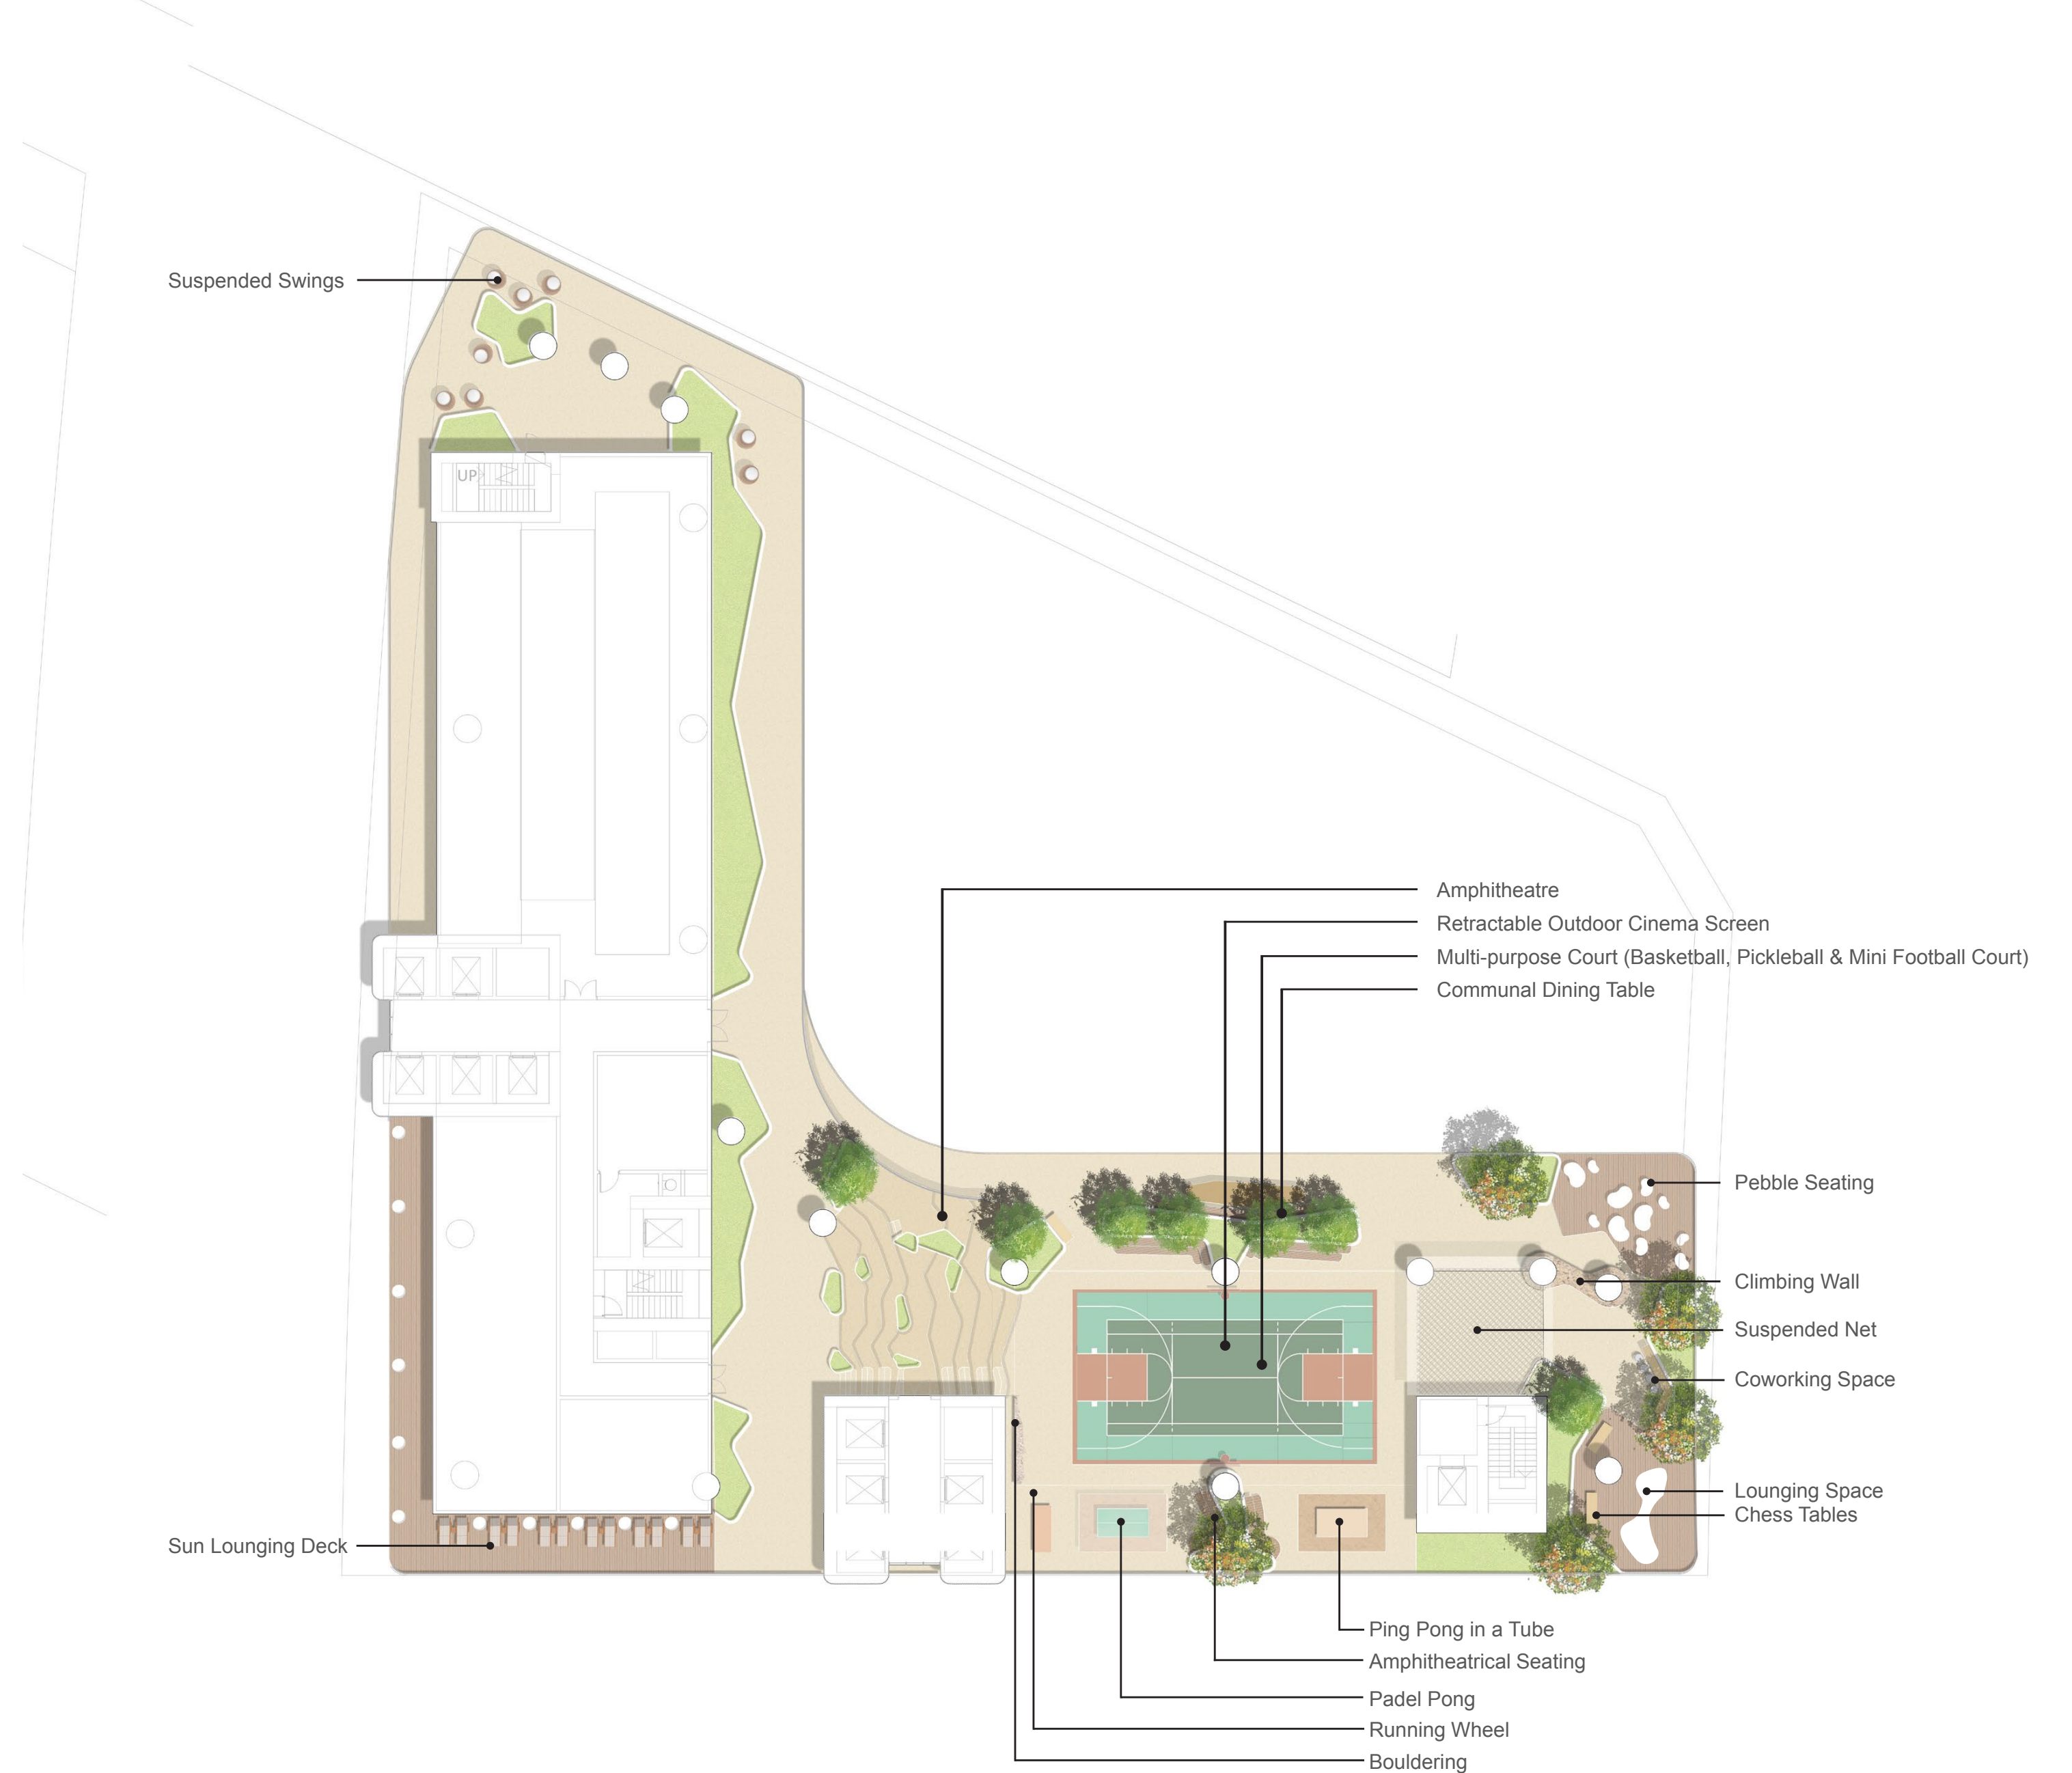 Suspended Swings
UP
Amphitheatre
Retractable Outdoor Cinema Screen
Multi-purpose Court (Basketball, Pickleball & Mini Football Court)
Communal Dining Table
Pebble Seating
Climbing Wall
Suspended Net
Coworking Space
Lounging Space
Chess Tables
Sun Lounging Deck
Ping Pong in a Tube
Amphitheatrical Seating
Padel Pong
Running Wheel
Bouldering